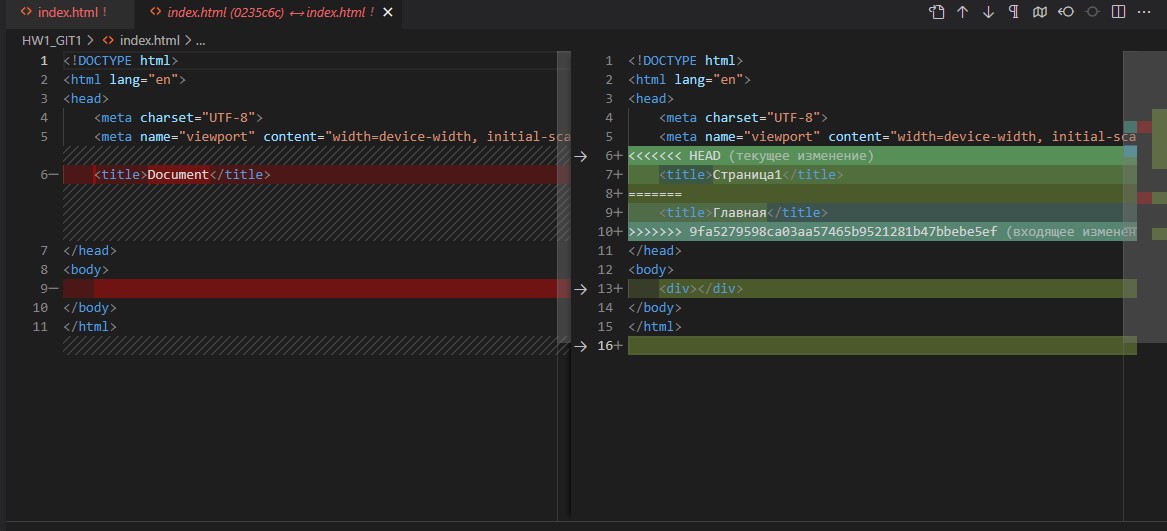 index.html !
index.html (0235c6c) ↔ index.html !
HW1_GIT1 > index.html > ...
1 <!DOCTYPE html>
2 <html lang="en">
3 <head>
4 <meta charset="UTF-8">
5 <meta name="viewport" content="width=device-width, initial-sca
6 <title>Document</title>
7 </head>
8 <body>
9
10 </body>
11 </html>
1 <!DOCTYPE html>
2 <html lang="en">
3 <head>
4 <meta charset="UTF-8">
5 <meta name="viewport" content="width=device-width, initial-sca
6+ <<<<<<< HEAD (текущее изменение)
7+ <title>Страница1</title>
8+ =======
9+ <title>Главная</title>
10+ >>>>>>> 9fa5279598ca03aa57465b9521281b47bbebe5ef (входящее изменен
11 </head>
12 <body>
13+ <div></div>
14 </body>
15 </html>
16+